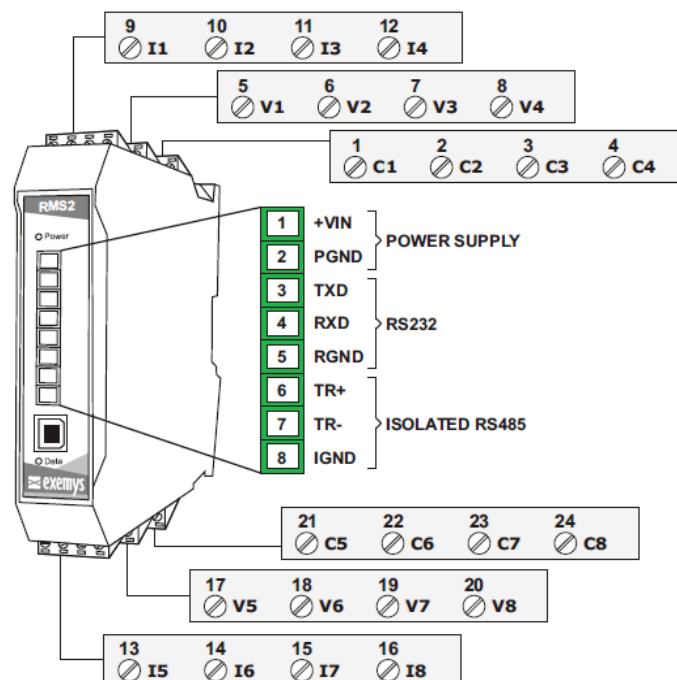 9 10 11 12
I1 I2 I3 I4
5 6 7 8
V1 V2 V3 V4
1 2 3 4
C1 C2 C3 C4
RMS2
Power
1 +VIN
2 PGND
POWER SUPPLY
3 TXD
4 RXD
5 RGND
RS232
6 TR+
7 TR-
8 IGND
ISOLATED RS485
Data
exemys
21 22 23 24
C5 C6 C7 C8
17 18 19 20
V5 V6 V7 V8
13 14 15 16
I5 I6 I7 I8